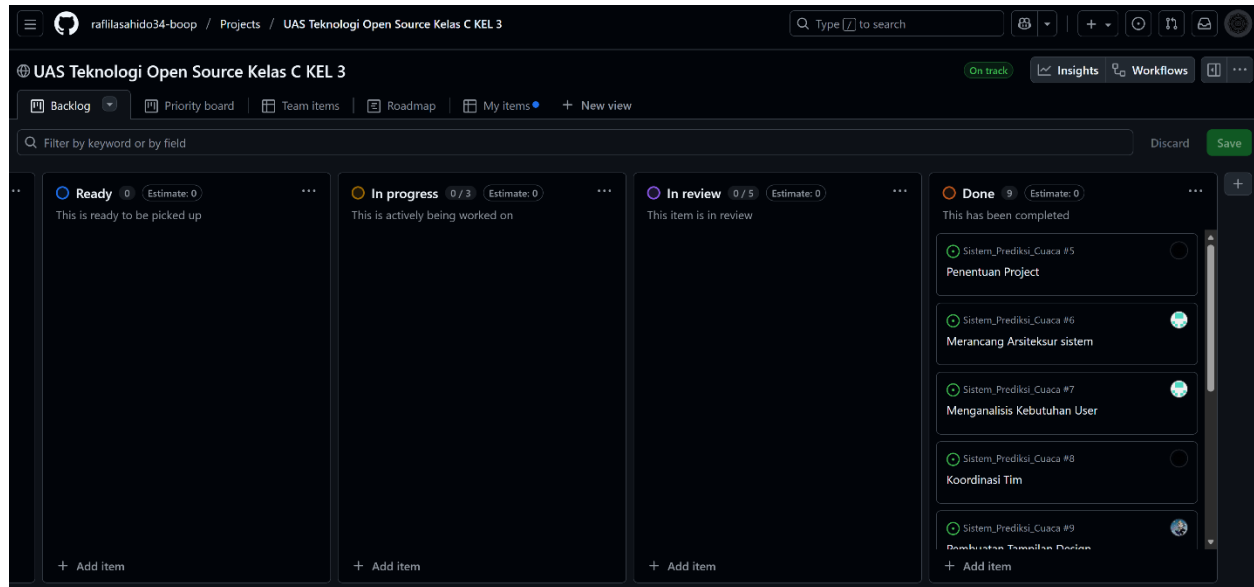 raflilasahido34-boop / Projects / UAS Teknologi Open Source Kelas C KEL 3
Type / to search
UAS Teknologi Open Source Kelas C KEL 3
On track
Insights
Workflows
Backlog
Priority board
Team items
Roadmap
My items
+ New view
Filter by keyword or by field
Discard
Save
Ready 0 Estimate: 0
This is ready to be picked up
+ Add item
In progress 0 / 3 Estimate: 0
This is actively being worked on
+ Add item
In review 0 / 5 Estimate: 0
This item is in review
+ Add item
Done 9 Estimate: 0
This has been completed
Sistem_Prediksi_Cuaca #5
Penentuan Project
Sistem_Prediksi_Cuaca #6
Merancang Arsiteksur sistem
Sistem_Prediksi_Cuaca #7
Menganalisis Kebutuhan User
Sistem_Prediksi_Cuaca #8
Koordinasi Tim
Sistem_Prediksi_Cuaca #9
Pembuatan Tampilan Design
+ Add item